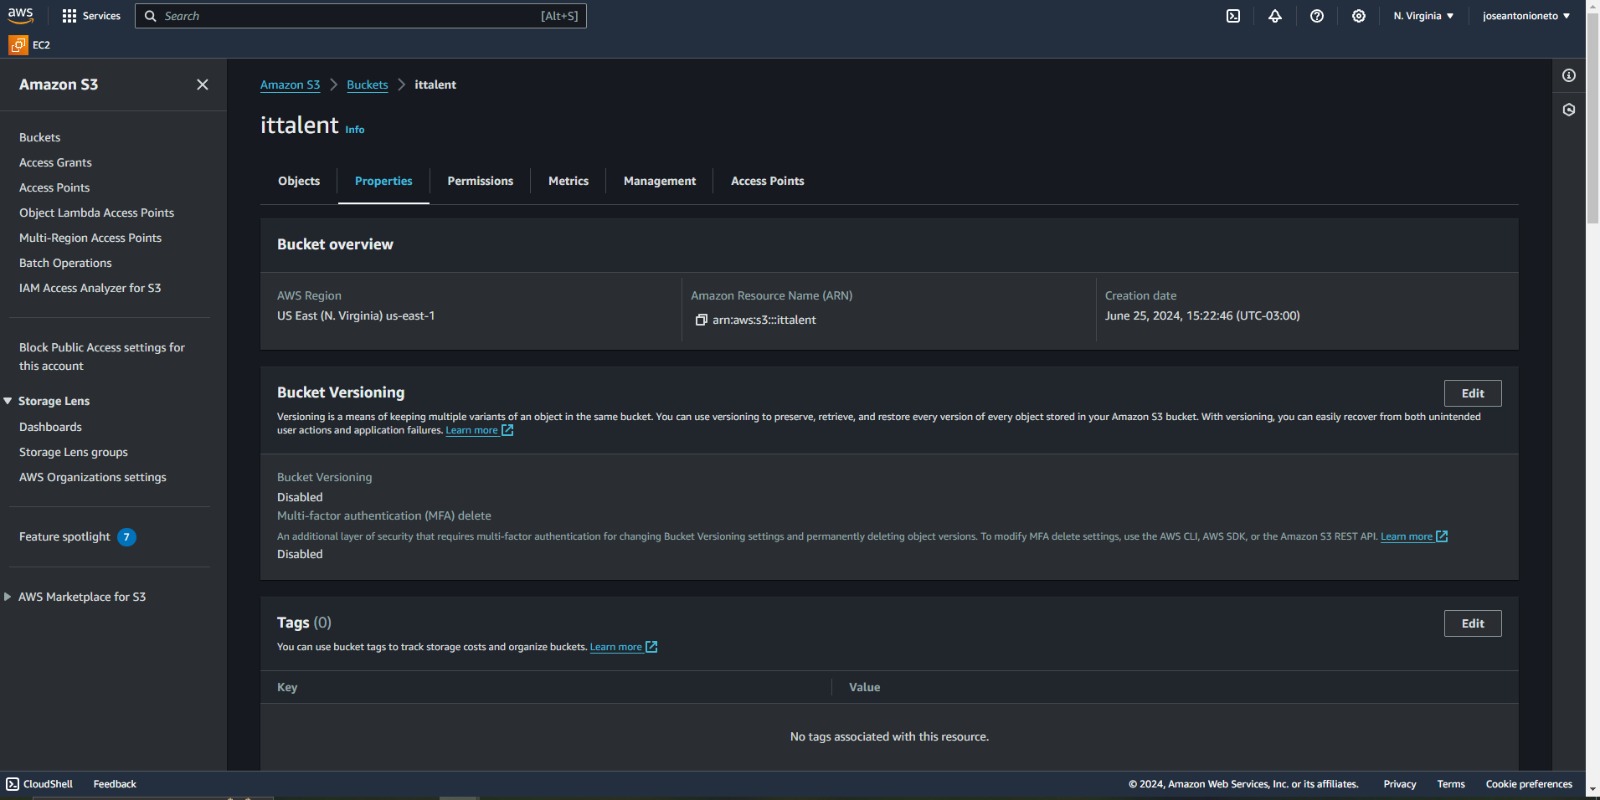 aws
Services
Search
[Alt+S]
N. Virginia
joseantonioneto
EC2
Amazon S3
Buckets
Access Grants
Access Points
Object Lambda Access Points
Multi-Region Access Points
Batch Operations
IAM Access Analyzer for S3
Block Public Access settings for
this account
Storage Lens
Dashboards
Storage Lens groups
AWS Organizations settings
Feature spotlight 7
AWS Marketplace for S3
Amazon S3 > Buckets > ittalent
ittalent Info
Objects
Properties
Permissions
Metrics
Management
Access Points
Bucket overview
AWS Region
US East (N. Virginia) us-east-1
Amazon Resource Name (ARN)
arn:aws:s3:::ittalent
Creation date
June 25, 2024, 15:22:46 (UTC-03:00)
Bucket Versioning
Edit
Versioning is a means of keeping multiple variants of an object in the same bucket. You can use versioning to preserve, retrieve, and restore every version of every object stored in your Amazon S3 bucket. With versioning, you can easily recover from both unintended
user actions and application failures. Learn more
Bucket Versioning
Disabled
Multi-factor authentication (MFA) delete
An additional layer of security that requires multi-factor authentication for changing Bucket Versioning settings and permanently deleting object versions. To modify MFA delete settings, use the AWS CLI, AWS SDK, or the Amazon S3 REST API. Learn more
Disabled
Tags (0)
Edit
You can use bucket tags to track storage costs and organize buckets. Learn more
Key
Value
No tags associated with this resource.
CloudShell
Feedback
© 2024, Amazon Web Services, Inc. or its affiliates.
Privacy
Terms
Cookie preferences